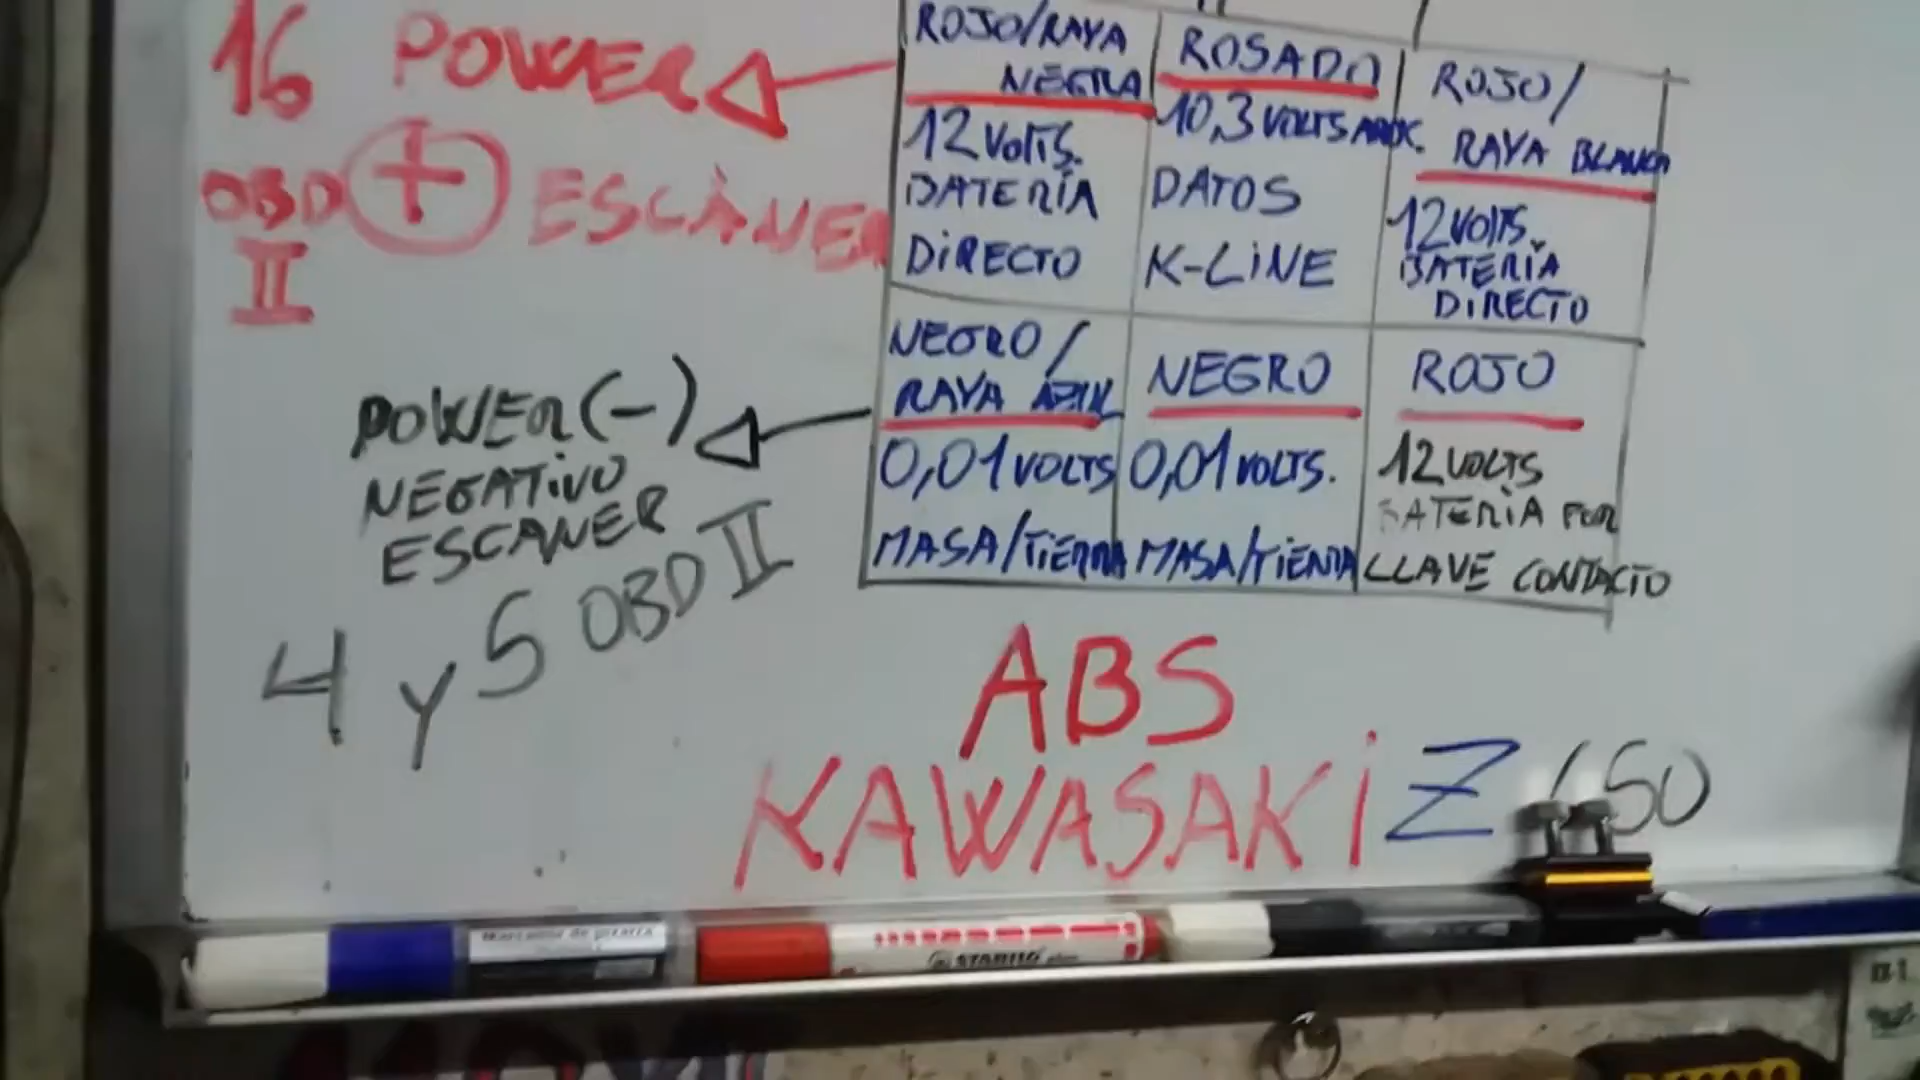 16 POWER
OBD + ESCÀNER
II
ROJO/RAYA
NEGRA
12 VOLTS.
BATERÍA
DIRECTO
ROSADO
10,3 VOLTS APROX.
DATOS
K-LINE
ROJO/
RAYA BLANCA
12 VOLTS.
BATERÍA
DIRECTO
NEGRO/
RAYA AZUL
0,01 VOLTS
MASA/TIERRA
NEGRO
0,01 VOLTS.
MASA/TIERRA
ROJO
12 VOLTS
BATERÍA POR
LLAVE CONTACTO
POWER (-)
NEGATIVO
ESCANER
4 y 5 OBD II
ABS
KAWASAKI Z 650